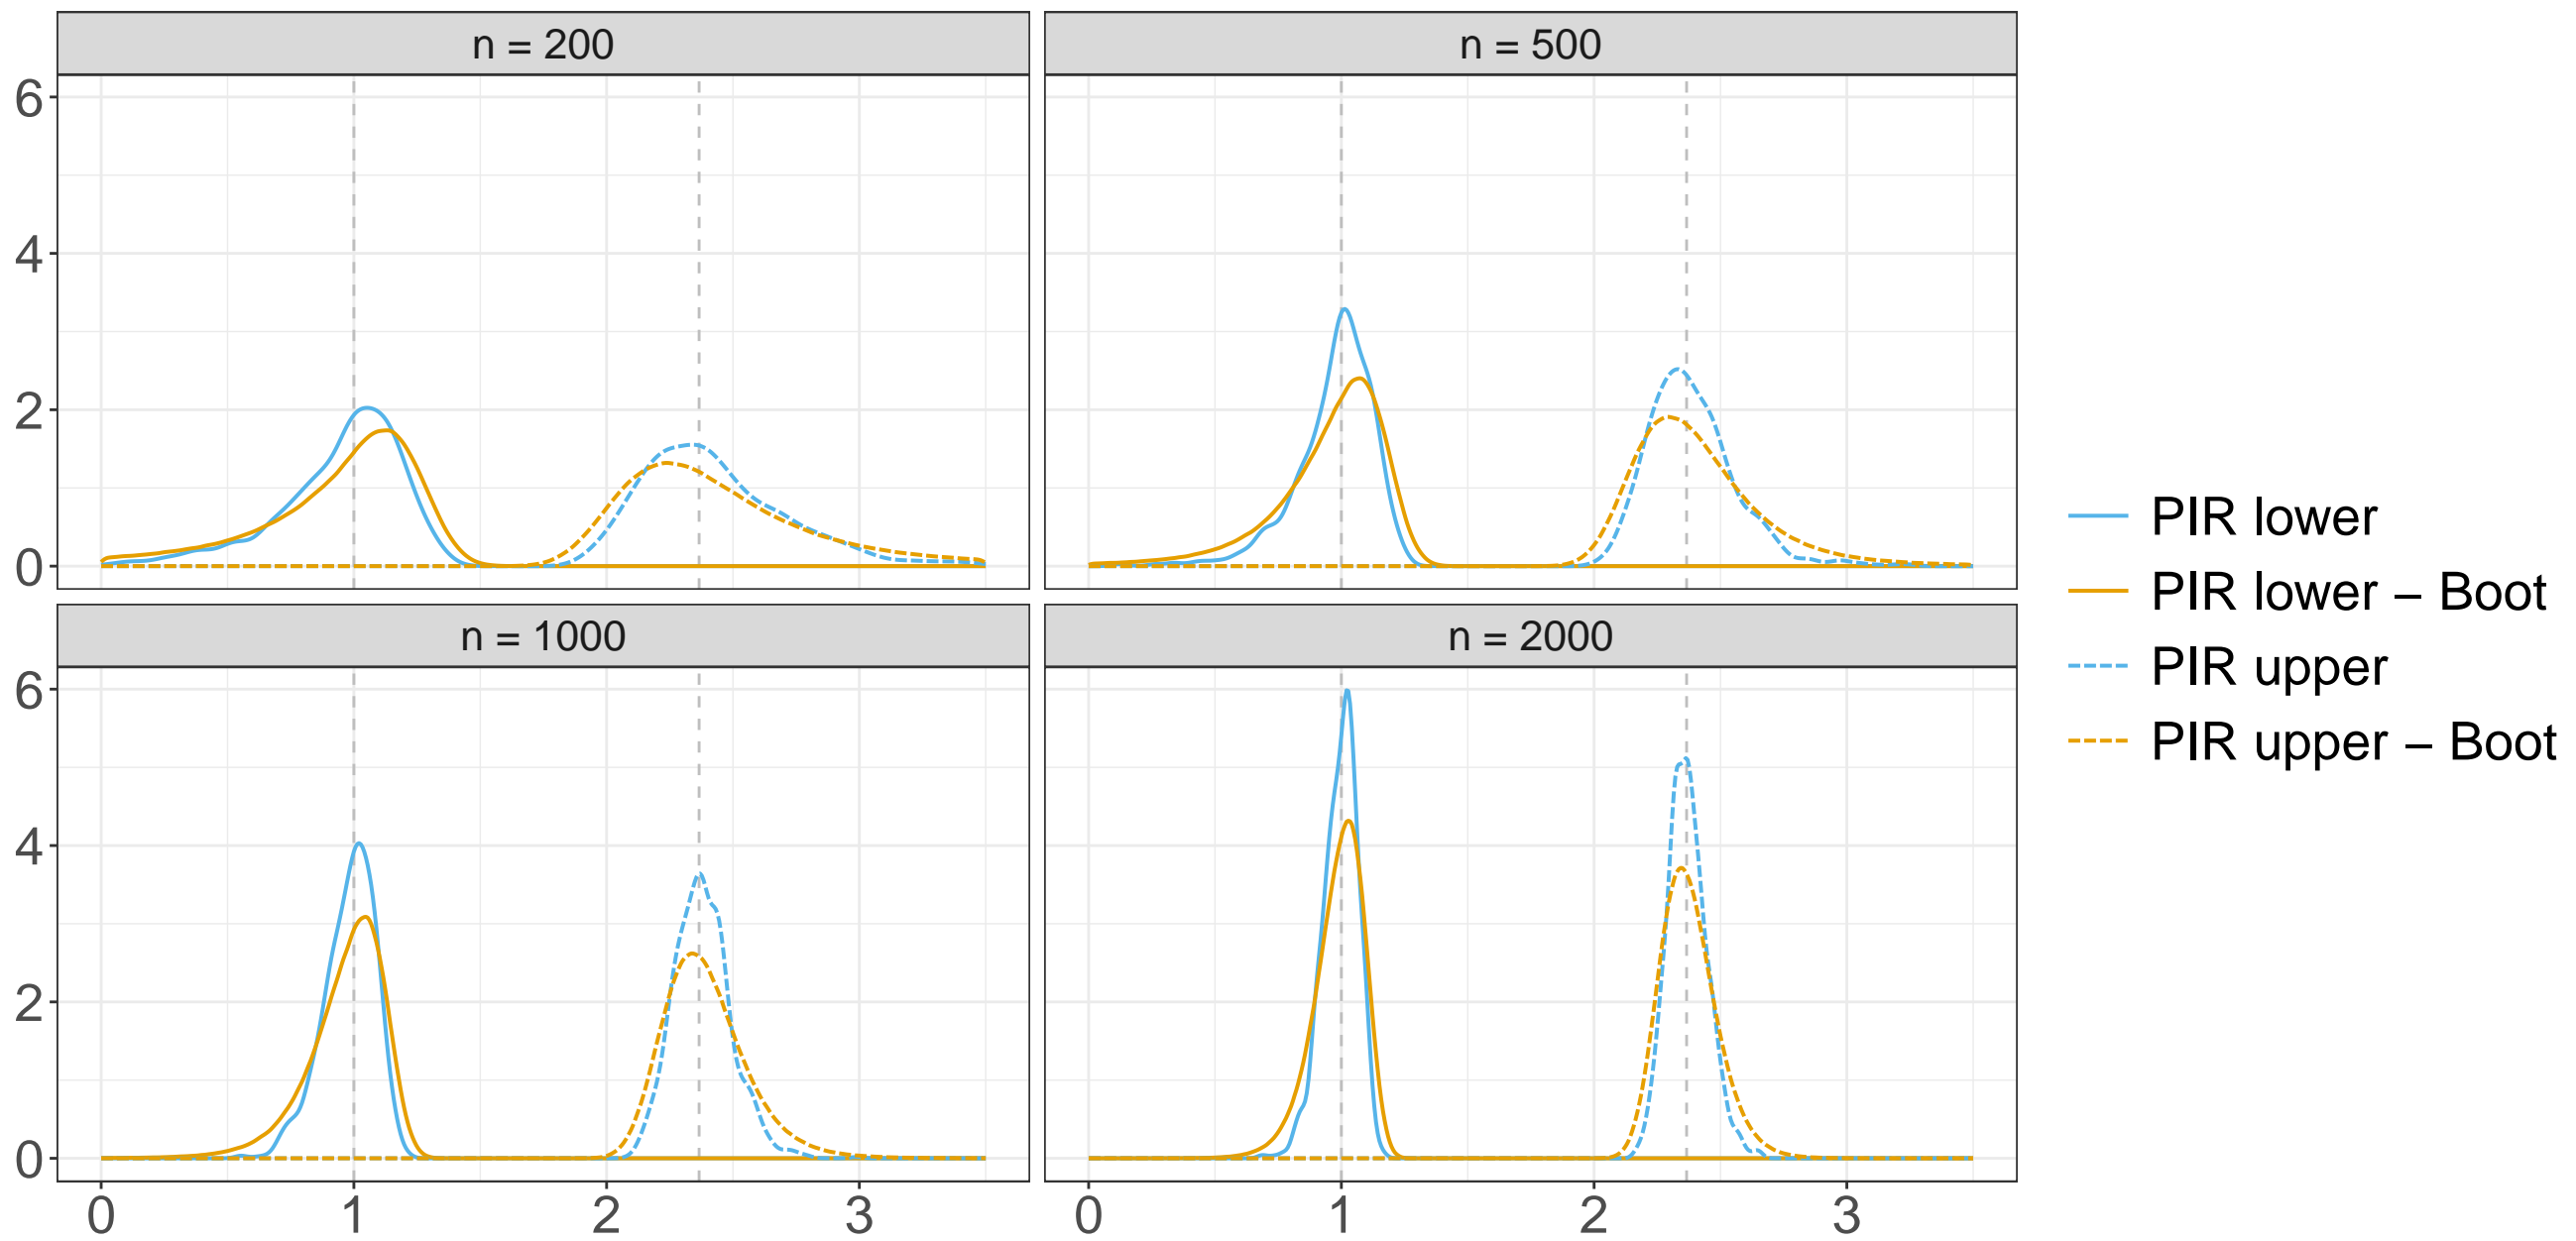 n = 200
n = 500
6
4
2
0
n = 1000
n = 2000
6
4
2
0
0 1 2 3
0 1 2 3
PIR lower
PIR lower – Boot
PIR upper
PIR upper – Boot